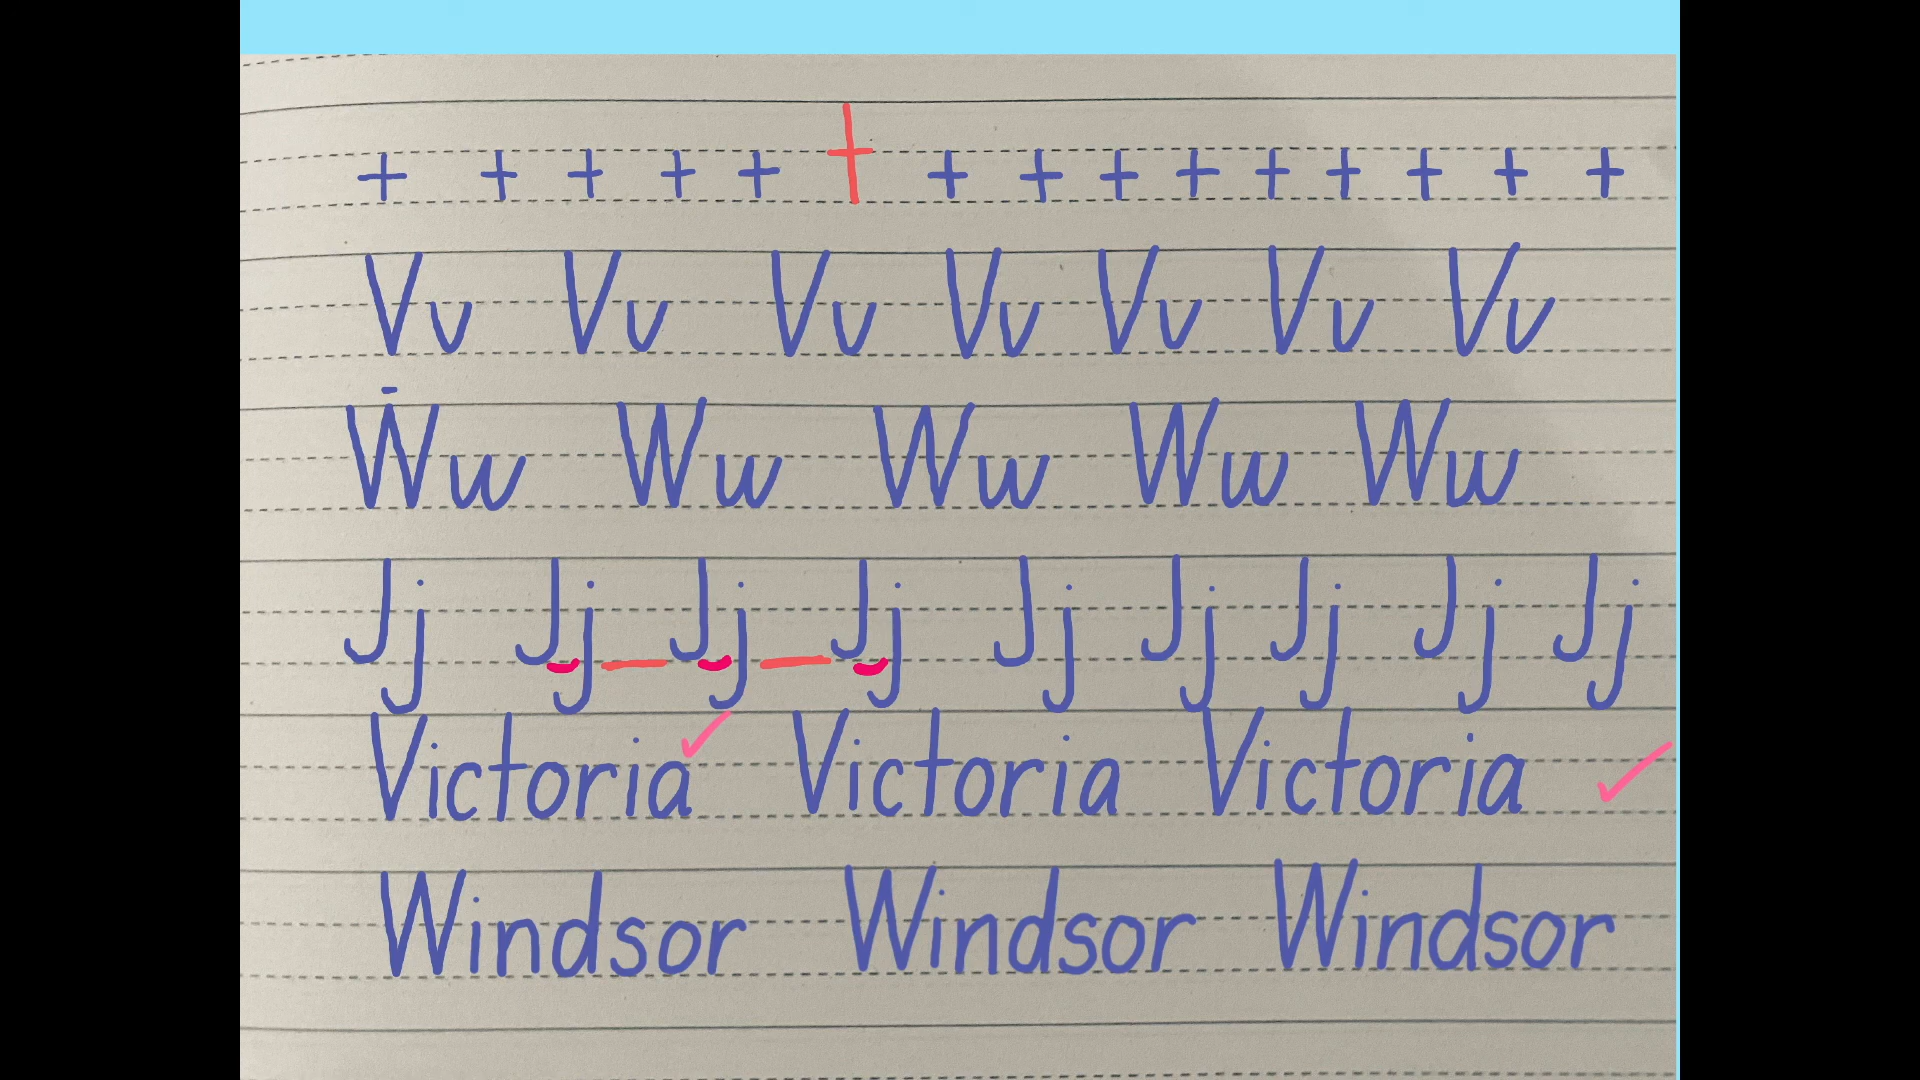 + + + + + t + + + + + + + + +
Vv Vv Vv Vv Vv Vv Vv
Ww Ww Ww Ww Ww
Jj Jj Jj Jj Jj Jj Jj Jj Jj
Victoria Victoria Victoria
Windsor Windsor Windsor